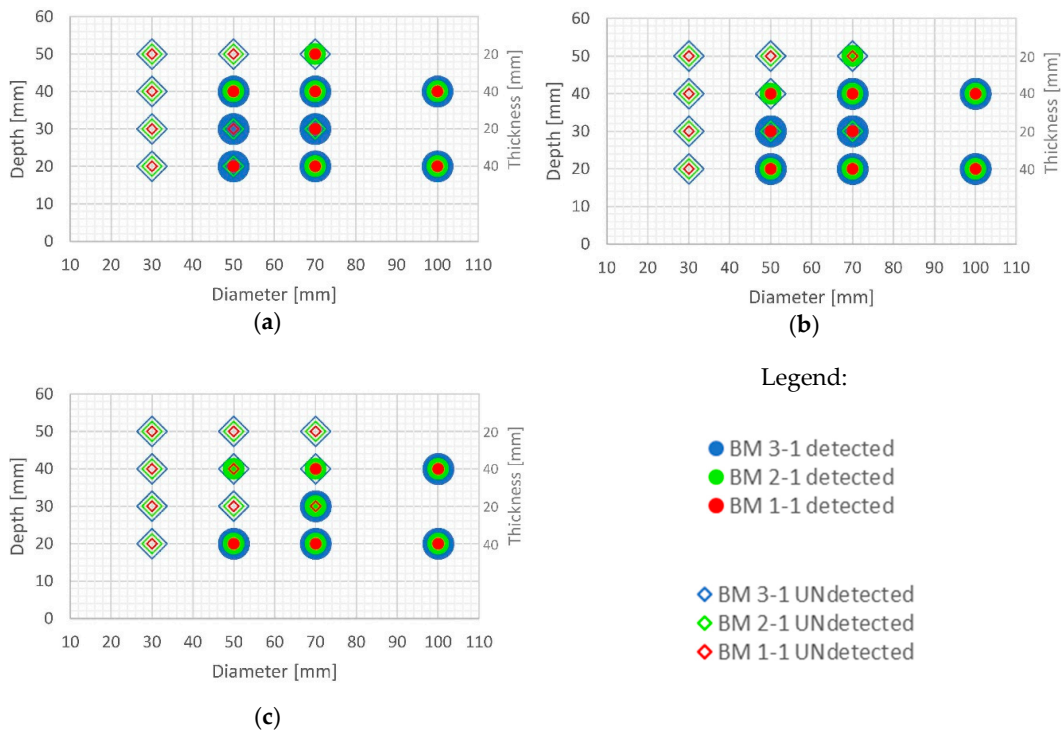 60
50
40
30
20
10
0
Depth [mm]
10 20 30 40 50 60 70 80 90 100 110
Diameter [mm]
20
40
20
40
Thickness [mm]
(a)
60
50
40
30
20
10
0
Depth [mm]
10 20 30 40 50 60 70 80 90 100 110
Diameter [mm]
20
40
20
40
Thickness [mm]
(b)
60
50
40
30
20
10
0
Depth [mm]
10 20 30 40 50 60 70 80 90 100 110
Diameter [mm]
20
40
20
40
Thickness [mm]
(c)
Legend:
BM 3-1 detected
BM 2-1 detected
BM 1-1 detected
BM 3-1 UNdetected
BM 2-1 UNdetected
BM 1-1 UNdetected